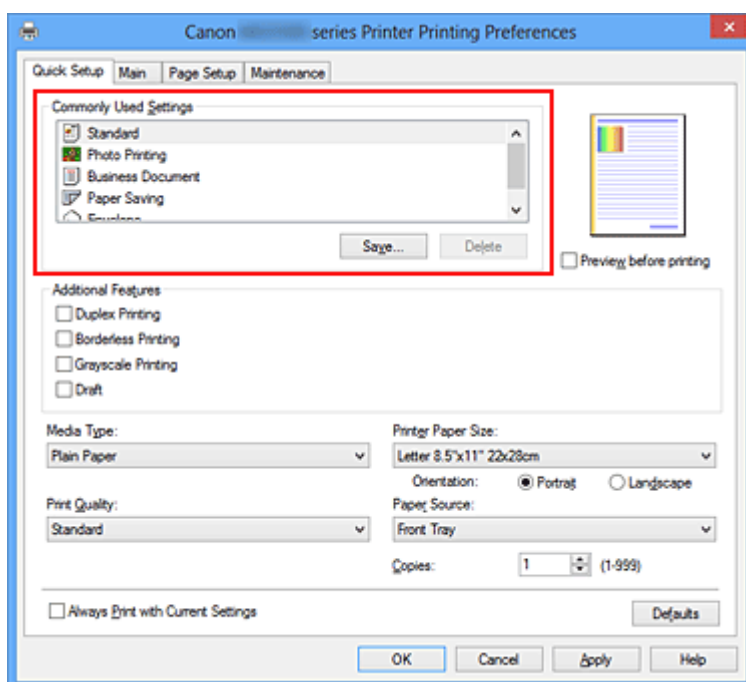 Canon series Printer Printing Preferences
Quick Setup Main Page Setup Maintenance
Commonly Used Settings
Standard
Photo Printing
Business Document
Paper Saving
Envelope
Save... Delete
Preview before printing
Additional Features
Duplex Printing
Borderless Printing
Grayscale Printing
Draft
Media Type: Printer Paper Size:
Plain Paper Letter 8.5"x11" 22x28cm
Orientation: Portrait Landscape
Print Quality: Paper Source:
Standard Front Tray
Copies: 1 (1-999)
Always Print with Current Settings Defaults
OK Cancel Apply Help